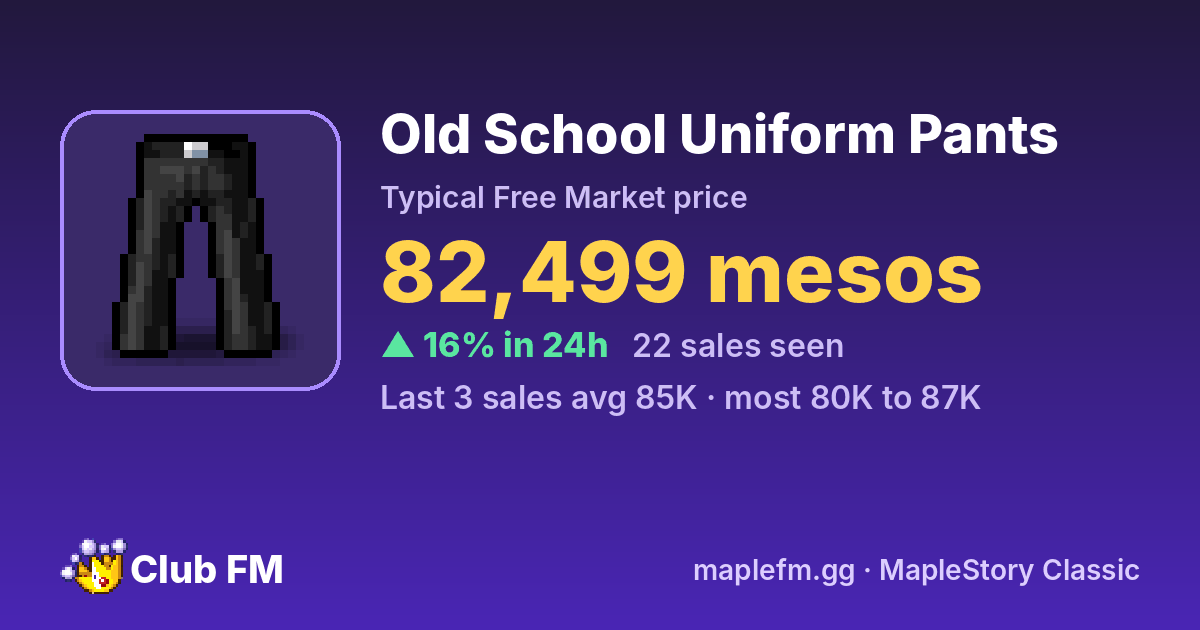 Old School Uniform Pants
Typical Free Market price
82,499 mesos
▲ 16% in 24h 22 sales seen
Last 3 sales avg 85K · most 80K to 87K
Club FM
maplefm.gg · MapleStory Classic